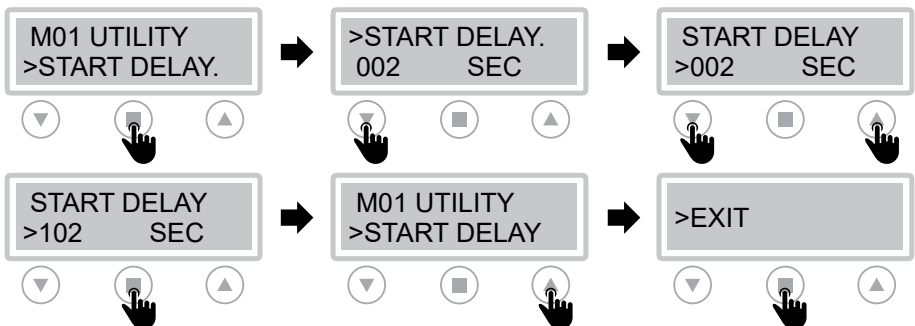 M01 UTILITY
>START DELAY.
>START DELAY.
002 SEC
START DELAY
>002 SEC
START DELAY
>102 SEC
M01 UTILITY
>START DELAY
>EXIT